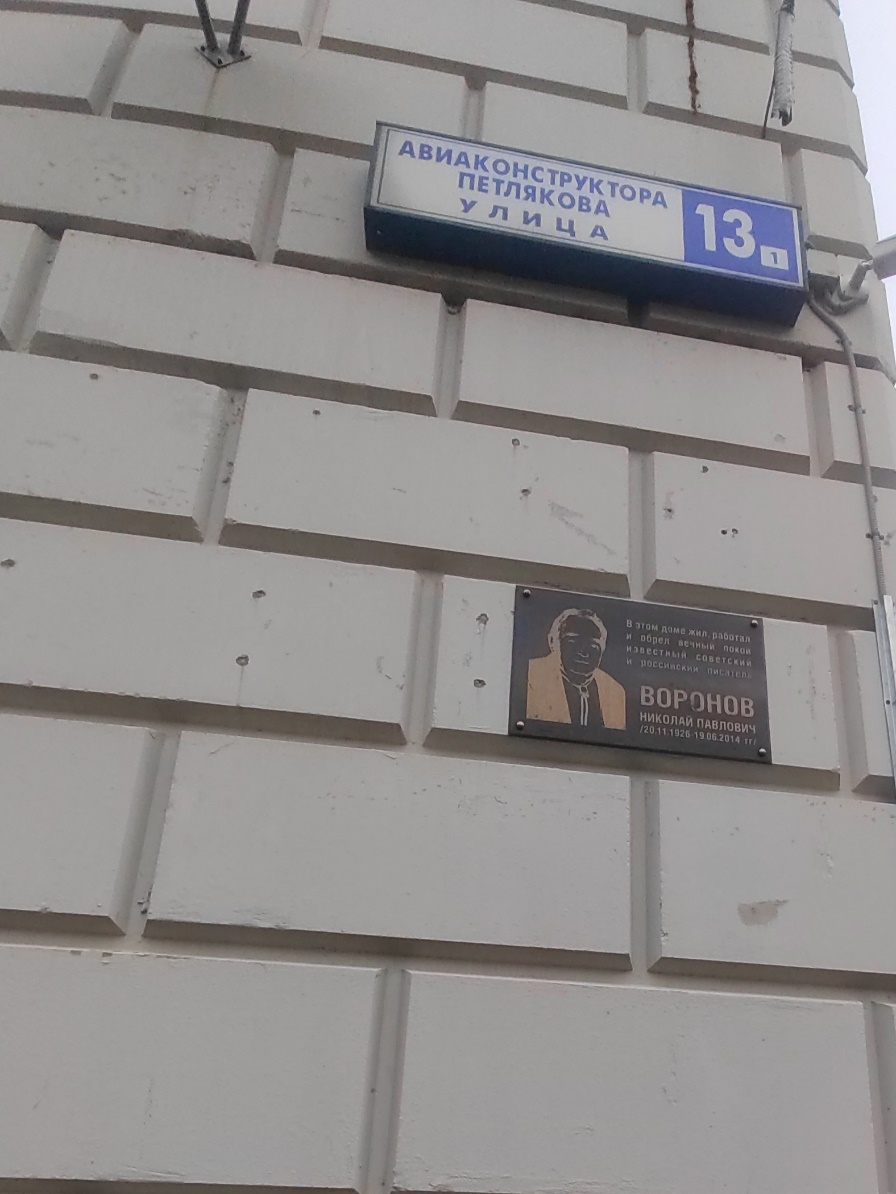 АВИАКОНСТРУКТОРА
ПЕТЛЯКОВА
УЛИЦА
13
1
В этом доме жил, работал
и обрел вечный покой
известный советский
и российский писатель
ВОРОНОВ
НИКОЛАЙ ПАВЛОВИЧ
/20.11.1926-19.06.2014 гг/